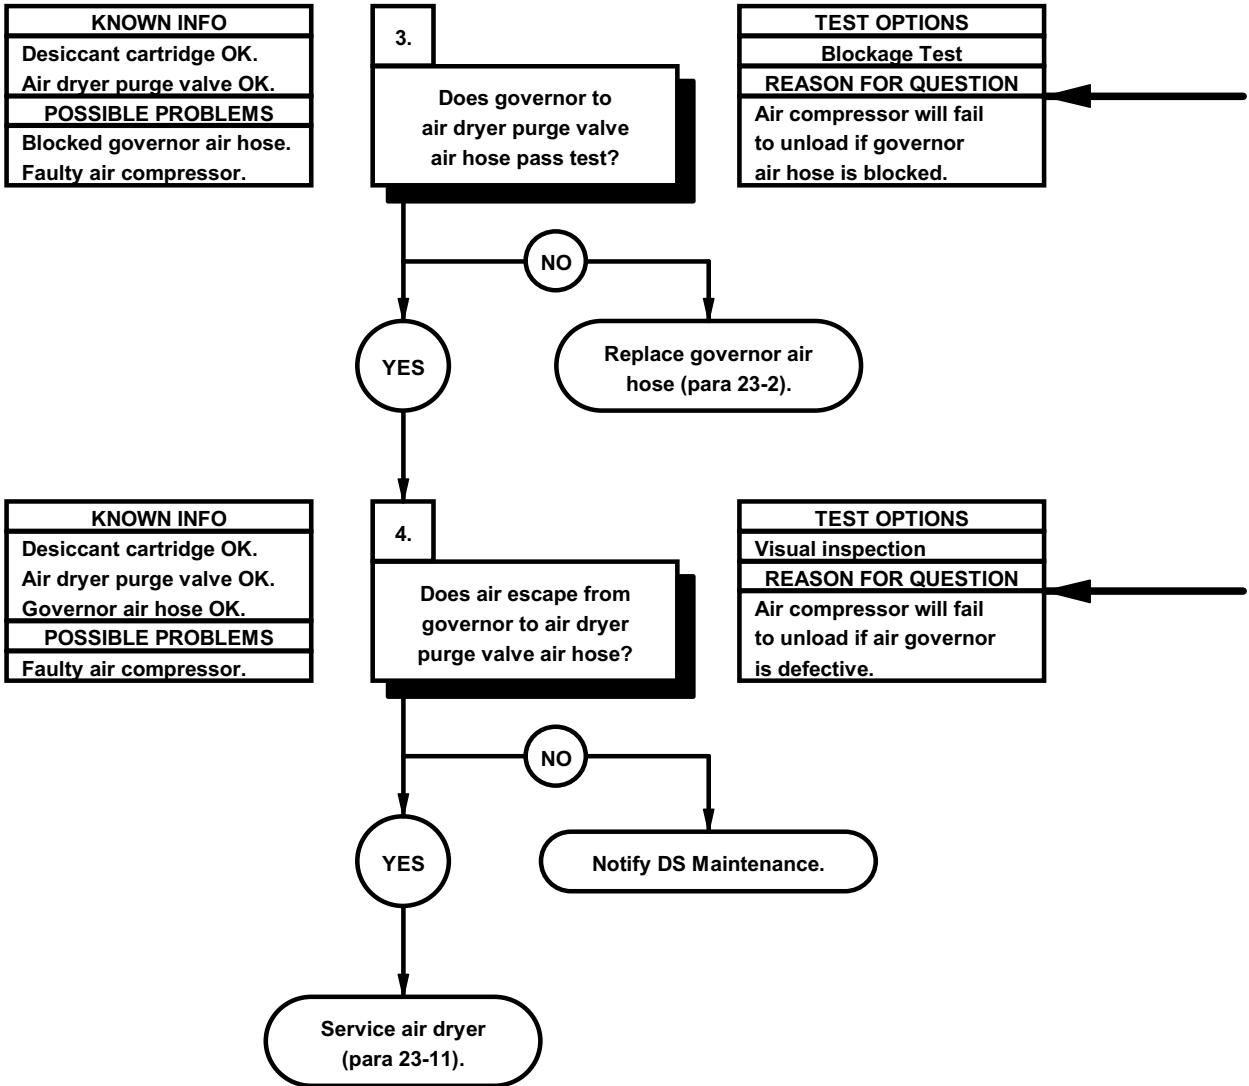 KNOWN INFO
Desiccant cartridge OK.
Air dryer purge valve OK.
POSSIBLE PROBLEMS
Blocked governor air hose.
Faulty air compressor.
3.
Does governor to
air dryer purge valve
air hose pass test?
TEST OPTIONS
Blockage Test
REASON FOR QUESTION
Air compressor will fail
to unload if governor
air hose is blocked.
NO
YES
Replace governor air
hose (para 23-2).
KNOWN INFO
Desiccant cartridge OK.
Air dryer purge valve OK.
Governor air hose OK.
POSSIBLE PROBLEMS
Faulty air compressor.
4.
Does air escape from
governor to air dryer
purge valve air hose?
TEST OPTIONS
Visual inspection
REASON FOR QUESTION
Air compressor will fail
to unload if air governor
is defective.
NO
YES
Notify DS Maintenance.
Service air dryer
(para 23-11).